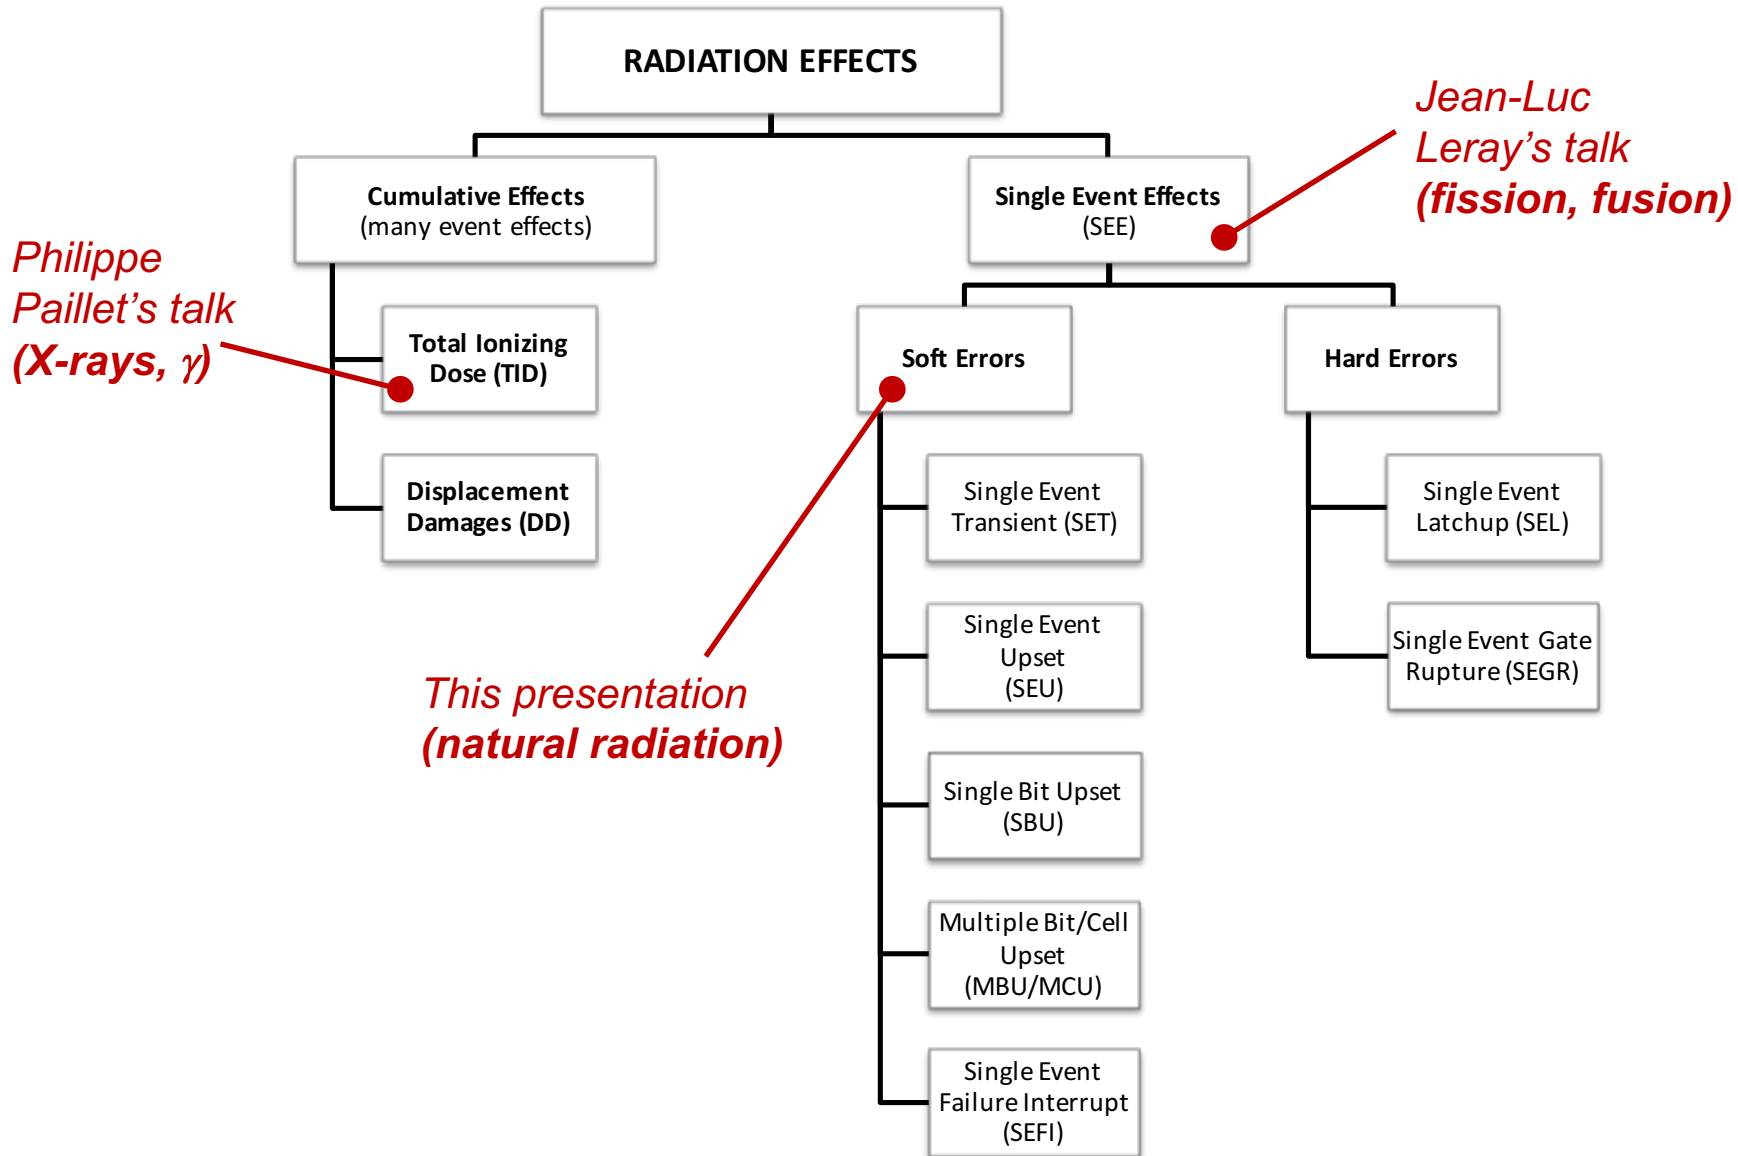 RADIATION EFFECTS
Jean-Luc
Leray’s talk
(fission, fusion)
Cumulative Effects
(many event effects)
Single Event Effects
(SEE)
Philippe
Paillet’s talk
(X-rays, γ)
Total Ionizing
Dose (TID)
Soft Errors
Hard Errors
Displacement
Damages (DD)
Single Event
Transient (SET)
Single Event
Latchup (SEL)
Single Event
Upset
(SEU)
Single Event Gate
Rupture (SEGR)
This presentation
(natural radiation)
Single Bit Upset
(SBU)
Multiple Bit/Cell
Upset
(MBU/MCU)
Single Event
Failure Interrupt
(SEFI)